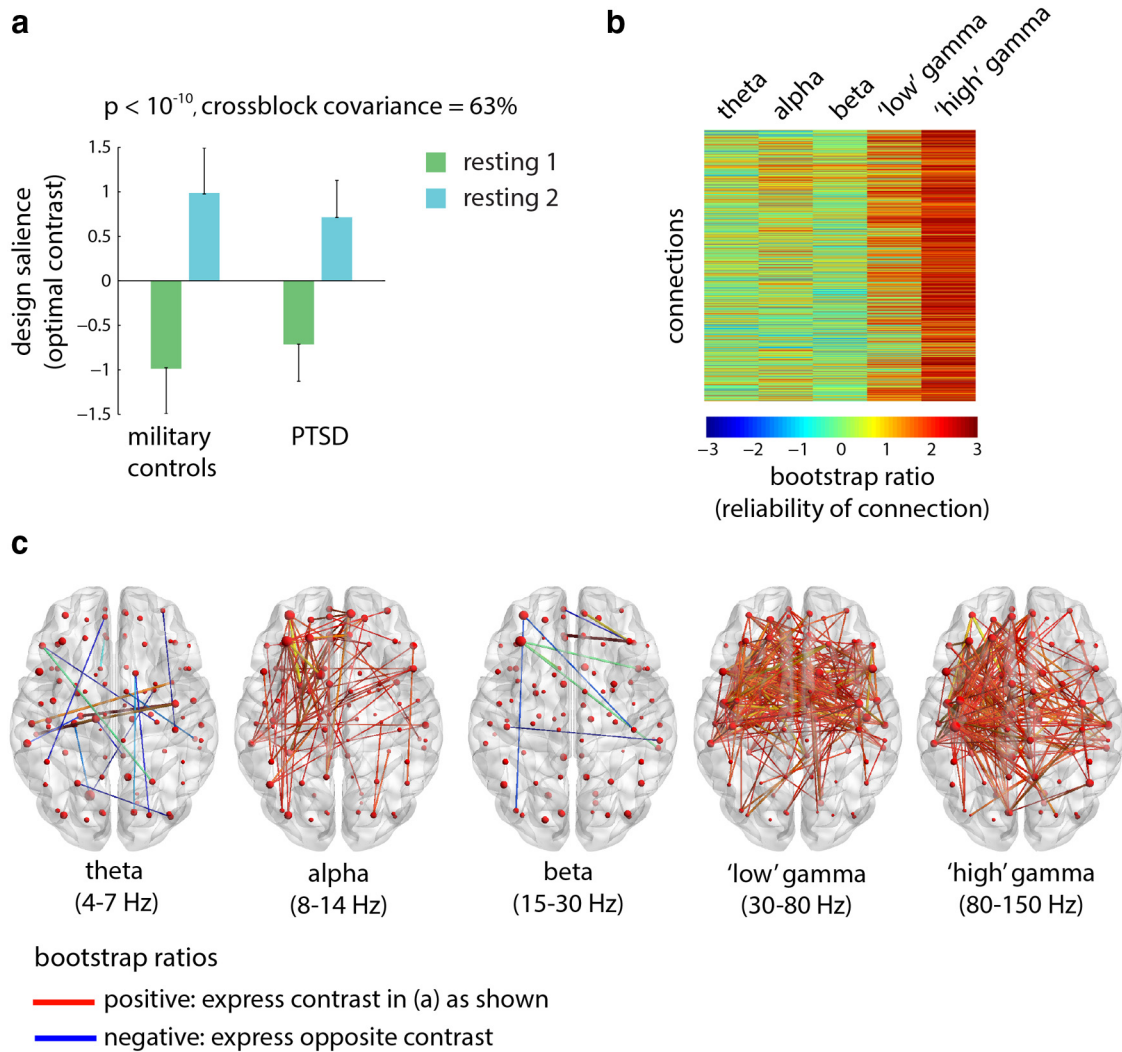 a
p < 10⁻¹⁰, crossblock covariance = 63%
design salience
(optimal contrast)
1.5
1
0.5
0
−0.5
−1
−1.5
military
controls
PTSD
resting 1
resting 2
b
theta
alpha
beta
‘low’ gamma
‘high’ gamma
connections
−3 −2 −1 0 1 2 3
bootstrap ratio
(reliability of connection)
c
theta
(4-7 Hz)
alpha
(8-14 Hz)
beta
(15-30 Hz)
‘low’ gamma
(30-80 Hz)
‘high’ gamma
(80-150 Hz)
bootstrap ratios
positive: express contrast in (a) as shown
negative: express opposite contrast